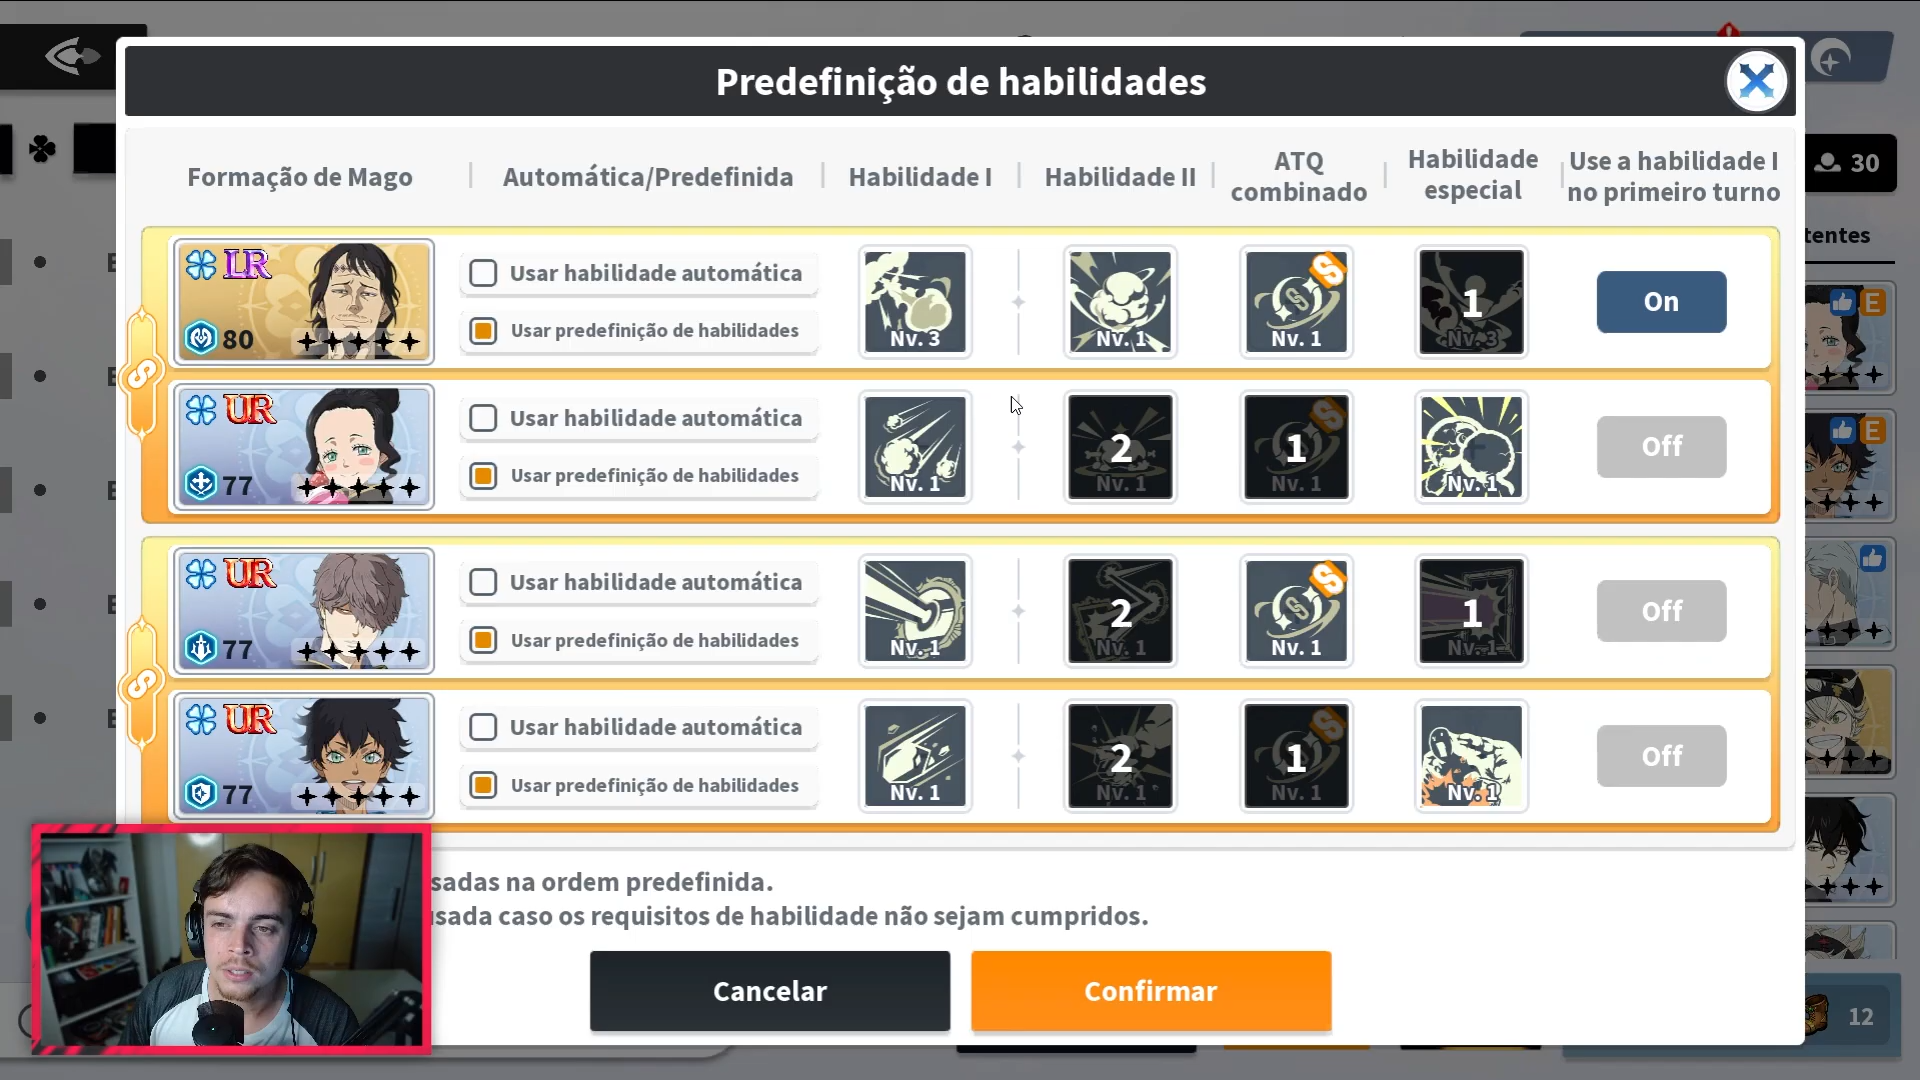 Predefinição de habilidades
30
Formação de Mago
Automática/Predefinida
Habilidade I
Habilidade II
ATQ
combinado
Habilidade
especial
Use a habilidade I
no primeiro turno
tentes
LR
80
Usar habilidade automática
Usar predefinição de habilidades
Nv. 3
Nv. 1
S
Nv. 1
1
Nv. 3
On
E
S
UR
77
Usar habilidade automática
Usar predefinição de habilidades
Nv. 1
2
Nv. 1
S
1
Nv. 1
Nv. 1
Off
E
UR
77
Usar habilidade automática
Usar predefinição de habilidades
Nv. 1
2
Nv. 1
S
Nv. 1
1
Nv. 1
Off
S
UR
77
Usar habilidade automática
Usar predefinição de habilidades
Nv. 1
2
Nv. 1
S
1
Nv. 1
Nv. 1
Off
sadas na ordem predefinida.
usada caso os requisitos de habilidade não sejam cumpridos.
Cancelar
Confirmar
12